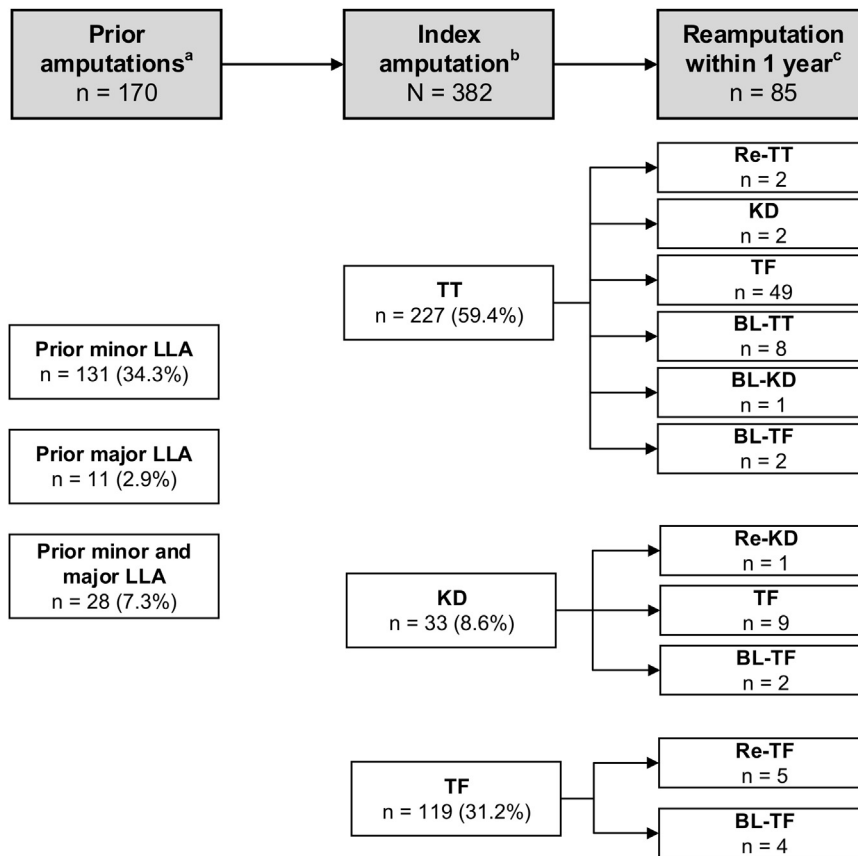 Prior
amputations^a
n = 170
Index
amputation^b
N = 382
Reamputation
within 1 year^c
n = 85
Prior minor LLA
n = 131 (34.3%)
Prior major LLA
n = 11 (2.9%)
Prior minor and
major LLA
n = 28 (7.3%)
TT
n = 227 (59.4%)
Re-TT
n = 2
KD
n = 2
TF
n = 49
BL-TT
n = 8
BL-KD
n = 1
BL-TF
n = 2
KD
n = 33 (8.6%)
Re-KD
n = 1
TF
n = 9
BL-TF
n = 2
TF
n = 119 (31.2%)
Re-TF
n = 5
BL-TF
n = 4